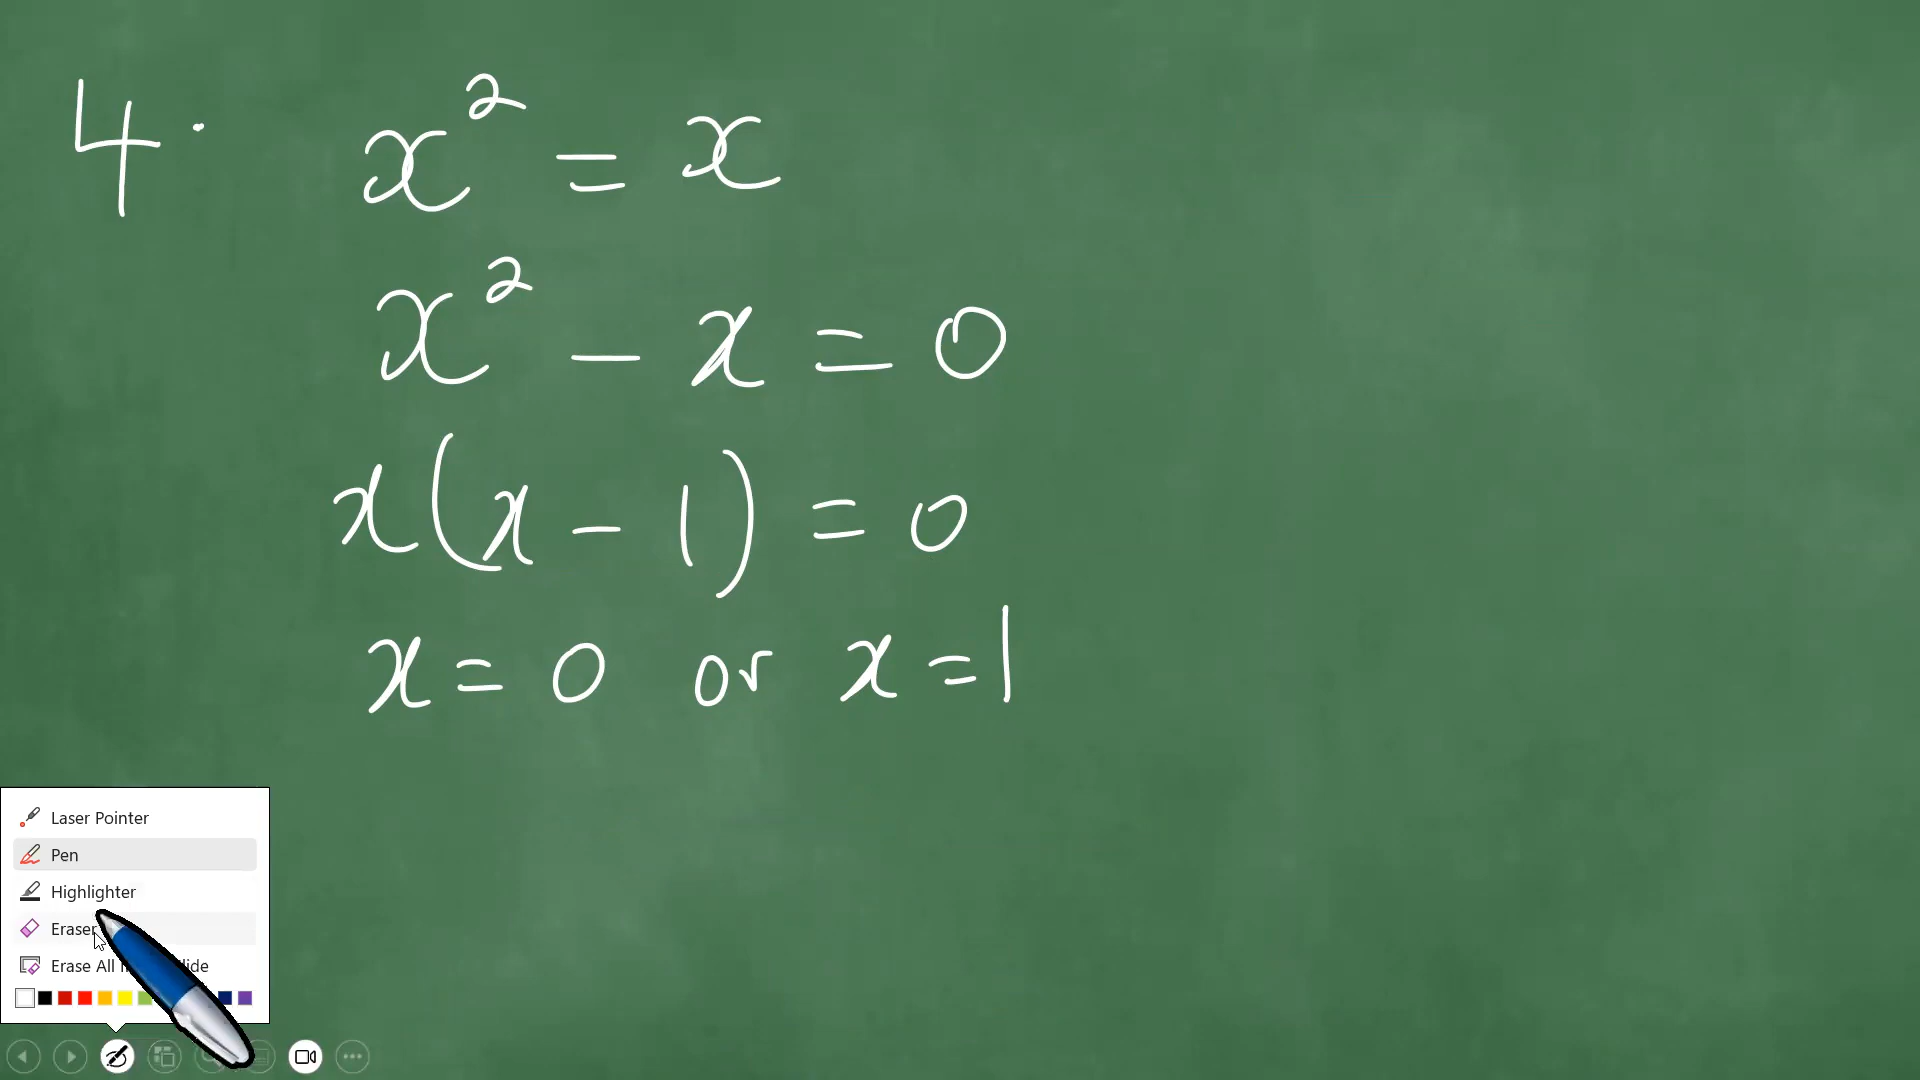 4. x² = x
x² - x = 0
x(x - 1) = 0
x = 0 or x = 1
Laser Pointer
Pen
Highlighter
Eraser
Erase All